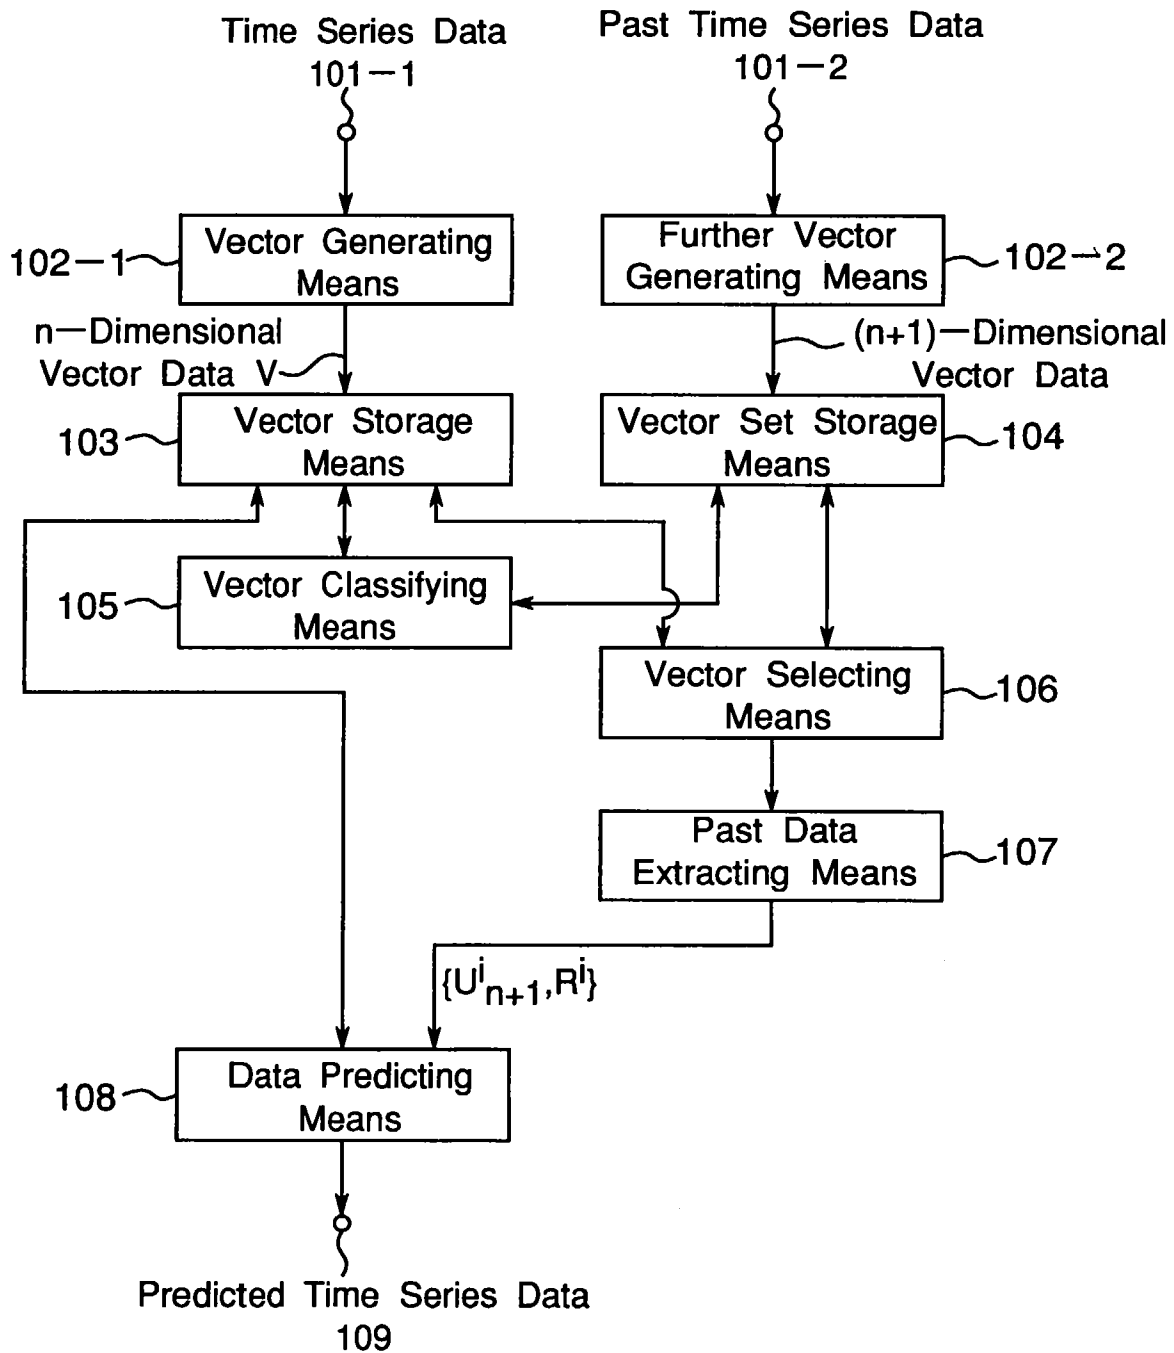 Time Series Data
101-1
Past Time Series Data
101-2
Vector Generating
Means
102-1
Further Vector
Generating Means
102-2
n-Dimensional
Vector Data V
(n+1)-Dimensional
Vector Data
Vector Storage
Means
103
Vector Set Storage
Means
104
Vector Classifying
Means
105
Vector Selecting
Means
106
Past Data
Extracting Means
107
{U^i_{n+1}, R^i}
Data Predicting
Means
108
Predicted Time Series Data
109